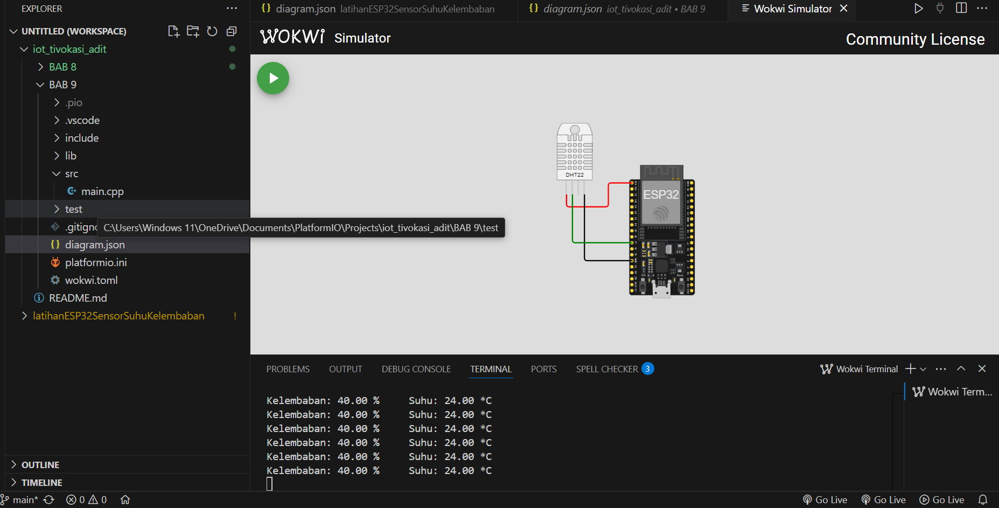 EXPLORER
UNTITLED (WORKSPACE)
iot_tivokasi_adit
BAB 8
BAB 9
.pio
.vscode
include
lib
src
main.cpp
test
.gitigno
C:\Users\Windows 11\OneDrive\Documents\PlatformIO\Projects\iot_tivokasi_adit\BAB 9\test
diagram.json
platformio.ini
wokwi.toml
README.md
latihanESP32SensorSuhuKelembaban !
OUTLINE
TIMELINE
diagram.json latihanESP32SensorSuhuKelembaban
diagram.json iot_tivokasi_adit • BAB 9
Wokwi Simulator
WOKWi Simulator
Community License
DHT22
ESP32
EN
Boot
PROBLEMS OUTPUT DEBUG CONSOLE TERMINAL PORTS SPELL CHECKER 3
Wokwi Terminal
Wokwi Term...
Kelembaban: 40.00 % Suhu: 24.00 *C
Kelembaban: 40.00 % Suhu: 24.00 *C
Kelembaban: 40.00 % Suhu: 24.00 *C
Kelembaban: 40.00 % Suhu: 24.00 *C
Kelembaban: 40.00 % Suhu: 24.00 *C
Kelembaban: 40.00 % Suhu: 24.00 *C
main* 0 0 Go Live Go Live Go Live